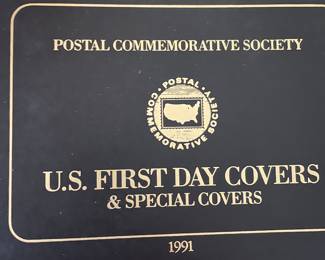 POSTAL COMMEMORATIVE SOCIETY
POSTAL
COMMEMORATIVE SOCIETY
U.S. FIRST DAY COVERS
& SPECIAL COVERS
1991